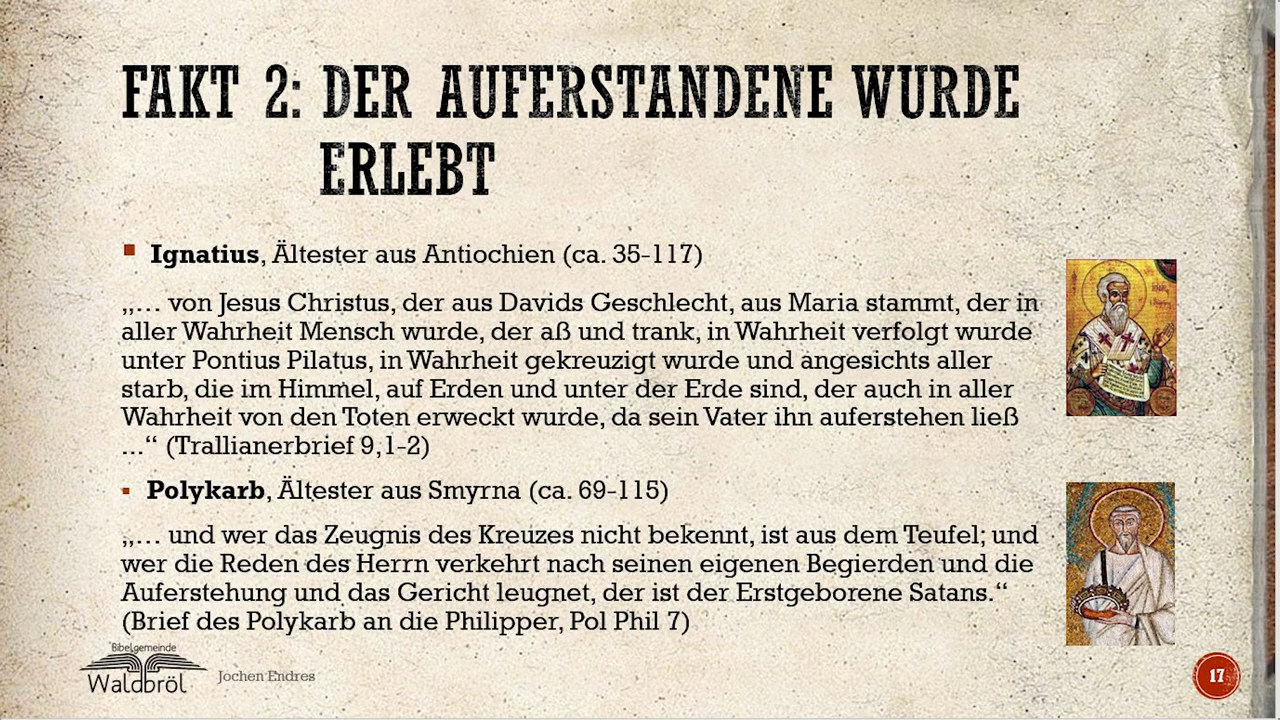 FAKT 2: DER AUFERSTANDENE WURDE
ERLEBT
Ignatius, Ältester aus Antiochien (ca. 35-117)
„… von Jesus Christus, der aus Davids Geschlecht, aus Maria stammt, der in
aller Wahrheit Mensch wurde, der aß und trank, in Wahrheit verfolgt wurde
unter Pontius Pilatus, in Wahrheit gekreuzigt wurde und angesichts aller
starb, die im Himmel, auf Erden und unter der Erde sind, der auch in aller
Wahrheit von den Toten erweckt wurde, da sein Vater ihn auferstehen ließ
…“ (Trallianerbrief 9,1-2)
Polykarb, Ältester aus Smyrna (ca. 69-115)
„… und wer das Zeugnis des Kreuzes nicht bekennt, ist aus dem Teufel; und
wer die Reden des Herrn verkehrt nach seinen eigenen Begierden und die
Auferstehung und das Gericht leugnet, der ist der Erstgeborene Satans.“
(Brief des Polykarb an die Philipper, Pol Phil 7)
Bibelgemeinde
Waldbröl
Jochen Endres
17